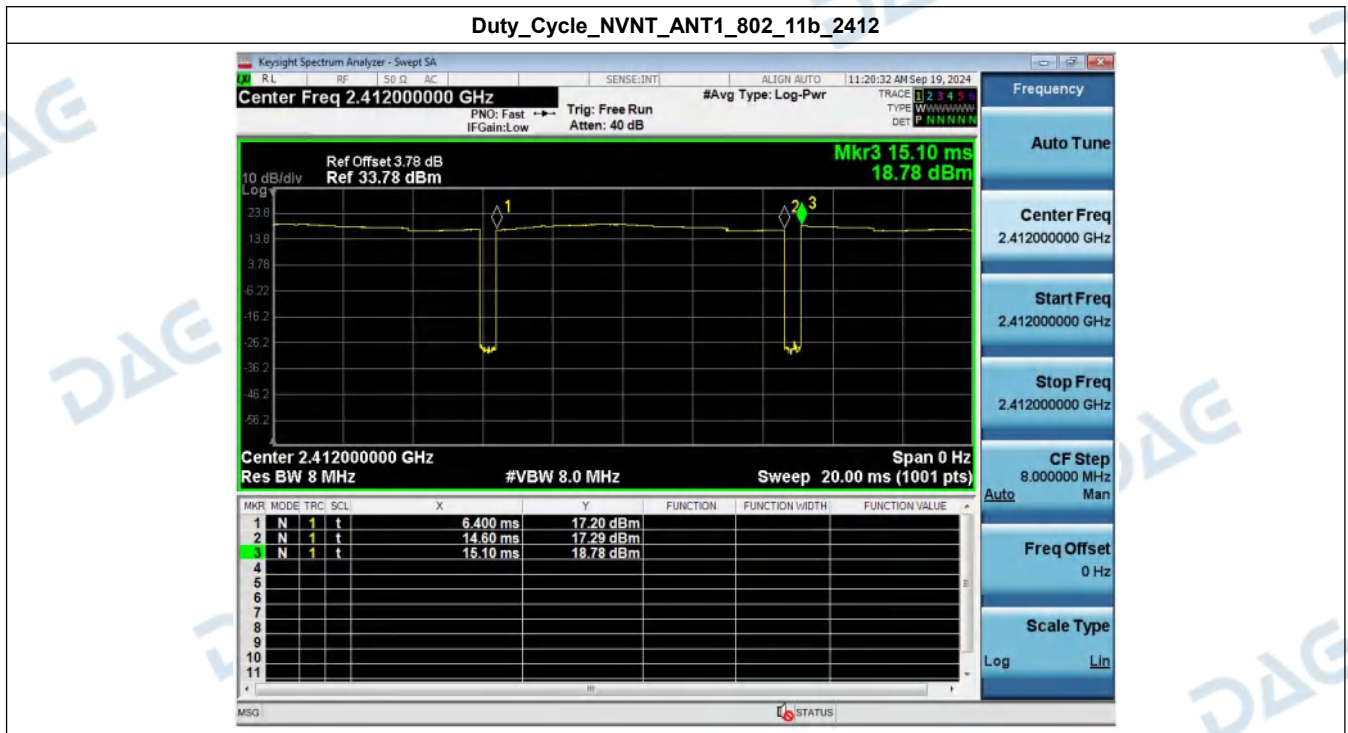 Duty_Cycle_NVNT_ANT1_802_11b_2412
Keysight Spectrum Analyzer - Swept SA
RL RF 50 Ω AC SENSE:INT ALIGN AUTO 11:20:32 AM Sep 19, 2024
Center Freq 2.412000000 GHz
PNO: Fast
IFGain:Low
Trig: Free Run
Atten: 40 dB
#Avg Type: Log-Pwr
TRACE 1 2 3 4 5 6
TYPE WWWWWW
DET P N N N N N
Mkr3 15.10 ms
18.78 dBm
Ref Offset 3.78 dB
10 dB/div Ref 33.78 dBm
Log
23.8
13.8
3.78
-6.22
-16.2
-26.2
-36.2
-46.2
-56.2
1
2
3
Center 2.412000000 GHz Span 0 Hz
Res BW 8 MHz #VBW 8.0 MHz Sweep 20.00 ms (1001 pts)
MKR MODE TRC SCL X Y FUNCTION FUNCTION WIDTH FUNCTION VALUE
1 N 1 t 6.400 ms 17.20 dBm
2 N 1 t 14.60 ms 17.29 dBm
3 N 1 t 15.10 ms 18.78 dBm
4
5
6
7
8
9
10
11
MSG STATUS
Frequency
Auto Tune
Center Freq
2.412000000 GHz
Start Freq
2.412000000 GHz
Stop Freq
2.412000000 GHz
CF Step
8.000000 MHz
Auto Man
Freq Offset
0 Hz
Scale Type
Log Lin
DAG
DAG
DAG